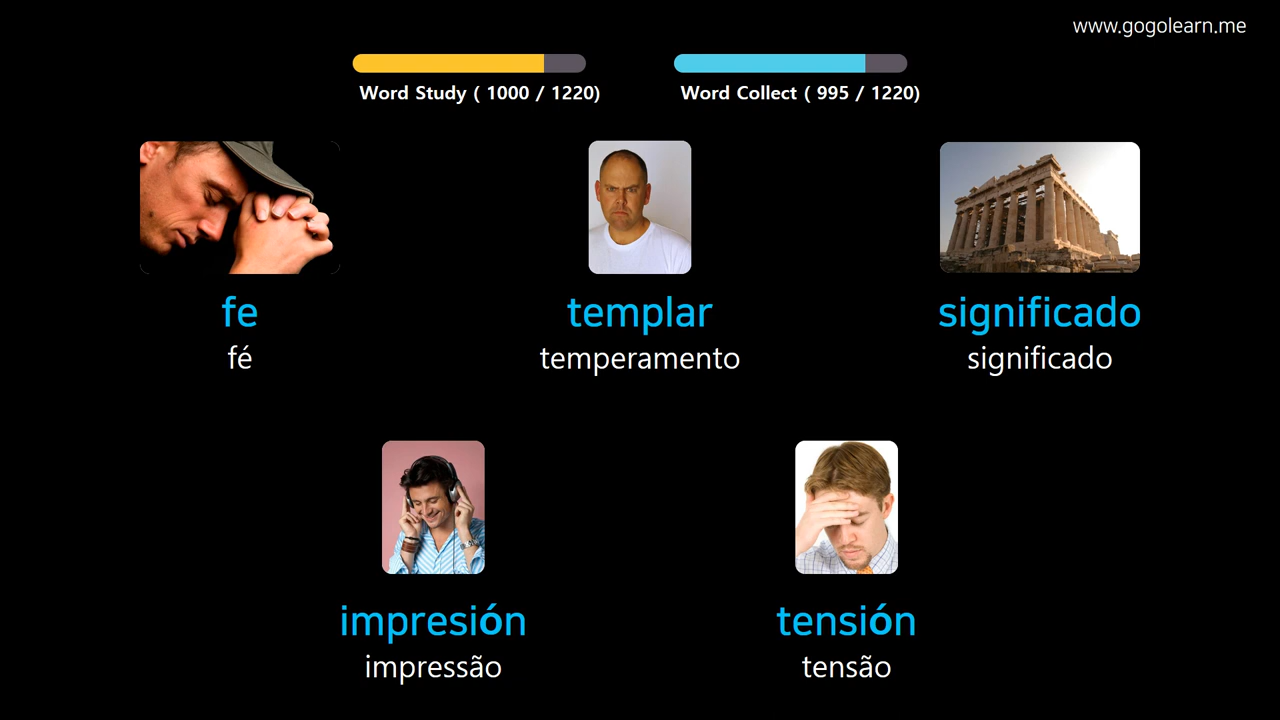 www.gogolearn.me
Word Study ( 1000 / 1220)
Word Collect ( 995 / 1220)
fe
fé
templar
temperamento
significado
significado
impresión
impressão
tensión
tensão